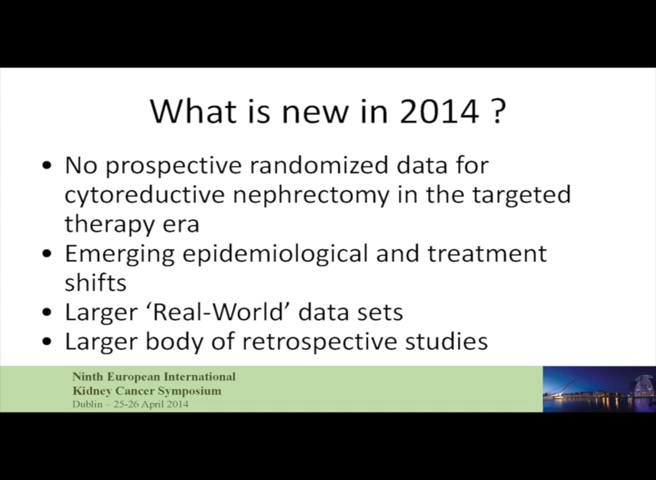 What is new in 2014 ?
• No prospective randomized data for
cytoreductive nephrectomy in the targeted
therapy era
• Emerging epidemiological and treatment
shifts
• Larger ‘Real-World’ data sets
• Larger body of retrospective studies
Ninth European International
Kidney Cancer Symposium
Dublin – 25-26 April 2014